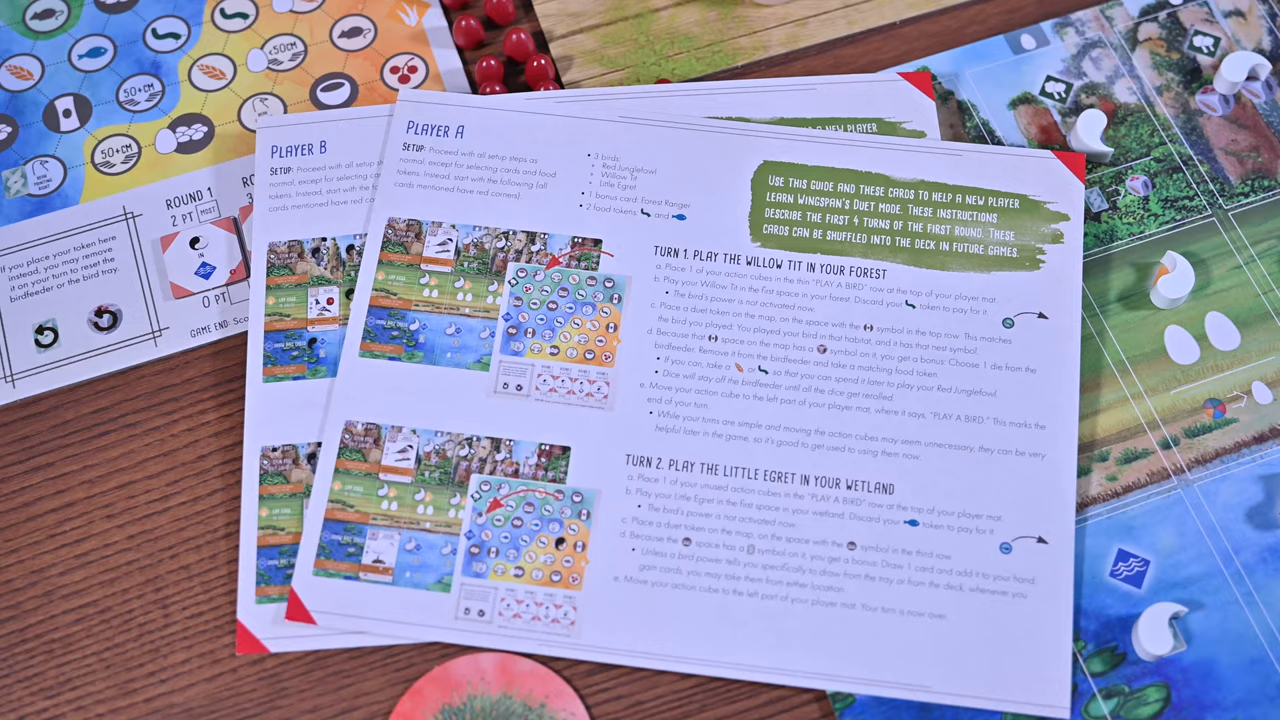 <50CM
50+CM
50+CM
ROUND 1
2 PT MOST
IN
0 PT
GAME END:
If you place your token here
instead, you may remove
it on your turn to reset the
birdfeeder or the bird tray.
PLAYER B
SETUP: Proceed with all setup
normal, except for selecting
tokens. Instead, start with the
cards mentioned have red
PLAYER A
SETUP: Proceed with all setup steps as
normal, except for selecting cards and food
tokens. Instead, start with the following (all
cards mentioned have red corners).
• 3 birds:
Red Junglefowl
Willow Tit
Little Egret
• 1 bonus card: Forest Ranger
• 2 food tokens: and
A NEW PLAYER
USE THIS GUIDE AND THESE CARDS TO HELP A NEW PLAYER
LEARN WINGSPAN'S DUET MODE. THESE INSTRUCTIONS
DESCRIBE THE FIRST 4 TURNS OF THE FIRST ROUND. THESE
CARDS CAN BE SHUFFLED INTO THE DECK IN FUTURE GAMES.
TURN 1. PLAY THE WILLOW TIT IN YOUR FOREST
a. Place 1 of your action cubes in the thin "PLAY A BIRD" row at the top of your player mat.
b. Play your Willow Tit in the first space in your forest. Discard your token to pay for it.
• The bird's power is not activated now.
c. Place a duet token on the map, on the space with the symbol in the top row. This matches
the bird you played: You played your bird in that habitat, and it has that nest symbol.
d. Because that space on the map has a symbol on it, you get a bonus: Choose 1 die from the
birdfeeder. Remove it from the birdfeeder and take a matching food token.
• If you can, take a or so that you can spend it later to play your Red Junglefowl.
• Dice will stay off the birdfeeder until all the dice get rerolled.
e. Move your action cube to the left part of your player mat, where it says, "PLAY A BIRD." This marks the
end of your turn.
• While your turns are simple and moving the action cubes may seem unnecessary, they can be very
helpful later in the game, so it's good to get used to using them now.
TURN 2. PLAY THE LITTLE EGRET IN YOUR WETLAND
a. Place 1 of your unused action cubes in the "PLAY A BIRD" row at the top of your player mat.
b. Play your Little Egret in the first space in your wetland. Discard your token to pay for it.
• The bird's power is not activated now.
c. Place a duet token on the map, on the space with the symbol in the third row.
d. Because the space has a symbol on it, you get a bonus: Draw 1 card and add it to your hand.
• Unless a bird power tells you specifically to draw from the tray or from the deck, whenever you
gain cards, you may take them from either location.
e. Move your action cube to the left part of your player mat. Your turn is now over.